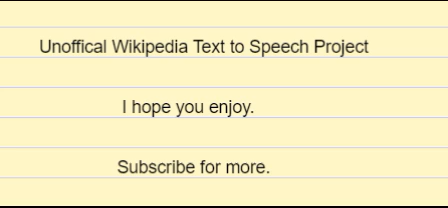 Unoffical Wikipedia Text to Speech Project
I hope you enjoy.
Subscribe for more.